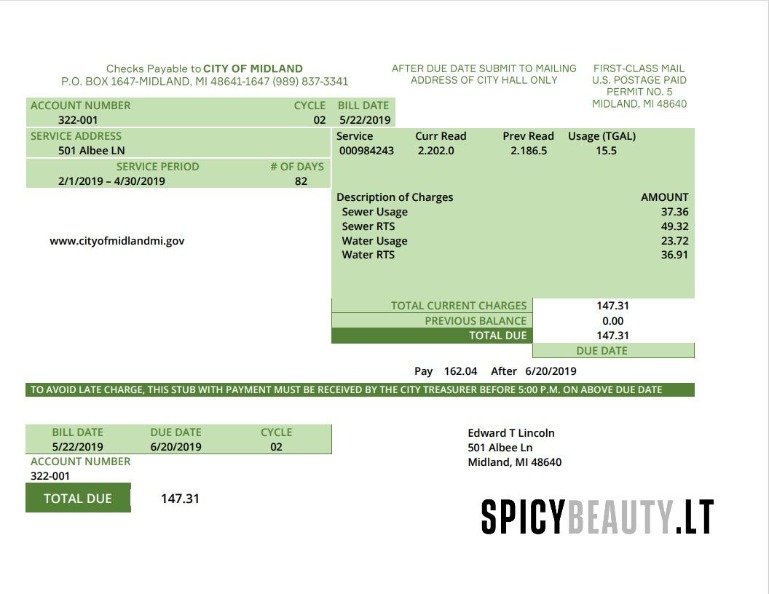 Checks Payable to CITY OF MIDLAND
P.O. BOX 1647-MIDLAND, MI 48641-1647 (989) 837-3341
AFTER DUE DATE SUBMIT TO MAILING
ADDRESS OF CITY HALL ONLY
FIRST-CLASS MAIL
U.S. POSTAGE PAID
PERMIT NO. 5
MIDLAND, MI 48640
ACCOUNT NUMBER CYCLE BILL DATE
322-001 02 5/22/2019
SERVICE ADDRESS
501 Albee LN
SERVICE PERIOD # OF DAYS
2/1/2019 – 4/30/2019 82
www.cityofmidlandmi.gov
Service Curr Read Prev Read Usage (TGAL)
000984243 2.202.0 2.186.5 15.5
Description of Charges AMOUNT
Sewer Usage 37.36
Sewer RTS 49.32
Water Usage 23.72
Water RTS 36.91
TOTAL CURRENT CHARGES 147.31
PREVIOUS BALANCE 0.00
TOTAL DUE 147.31
DUE DATE
Pay 162.04 After 6/20/2019
TO AVOID LATE CHARGE, THIS STUB WITH PAYMENT MUST BE RECEIVED BY THE CITY TREASURER BEFORE 5:00 P.M. ON ABOVE DUE DATE
BILL DATE DUE DATE CYCLE
5/22/2019 6/20/2019 02
ACCOUNT NUMBER
322-001
TOTAL DUE 147.31
Edward T Lincoln
501 Albee Ln
Midland, MI 48640
SPICYBEAUTY.LT